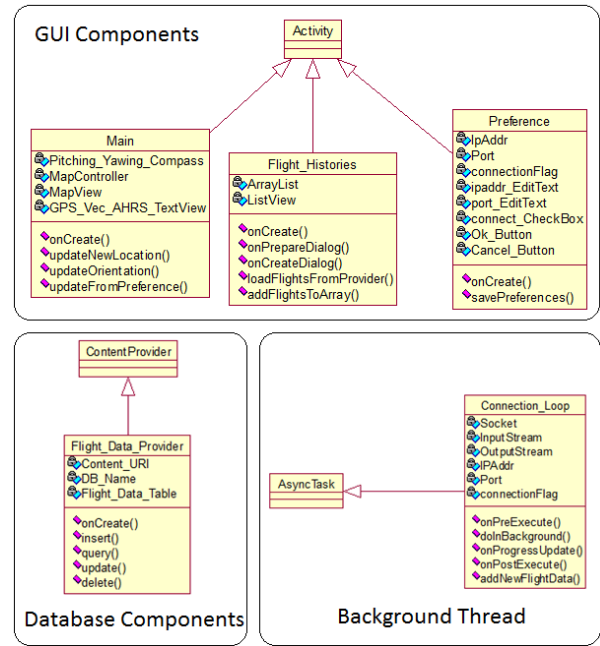 GUI Components
Activity
Main
Pitching_Yawing_Compass
MapController
MapView
GPS_Vec_AHRS_TextView
onCreate()
updateNewLocation()
updateOrientation()
updateFromPreference()
Flight_Histories
ArrayList
ListView
onCreate()
onPrepareDialog()
onCreateDialog()
loadFlightsFromProvider()
addFlightsToArray()
Preference
IpAddr
Port
connectionFlag
ipaddr_EditText
port_EditText
connect_CheckBox
Ok_Button
Cancel_Button
onCreate()
savePreferences()
ContentProvider
Flight_Data_Provider
Content_URI
DB_Name
Flight_Data_Table
onCreate()
insert()
query()
update()
delete()
Database Components
AsyncTask
Connection_Loop
Socket
InputStream
OutputStream
IPAddr
Port
connectionFlag
onPreExecute()
doInBackground()
onProgressUpdate()
onPostExecute()
addNewFlightData()
Background Thread